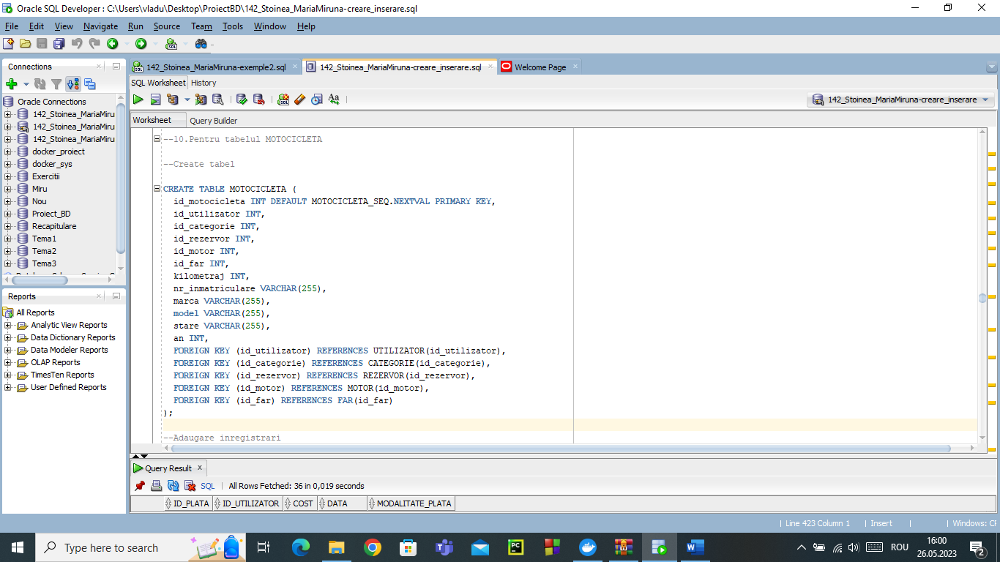 Oracle SQL Developer : C:\Users\vladu\Desktop\ProiectBD\142_Stoinea_MariaMiruna-creare_inserare.sql
File Edit View Navigate Run Source Team Tools Window Help
Connections
Oracle Connections
142_Stoinea_MariaMiru
142_Stoinea_MariaMiru
142_Stoinea_MariaMiru
docker_proiect
docker_sys
Exercitii
Miru
Nou
Proiect_BD
Recapitulare
Tema1
Tema2
Tema3
Reports
All Reports
Analytic View Reports
Data Dictionary Reports
Data Modeler Reports
OLAP Reports
TimesTen Reports
User Defined Reports
142_Stoinea_MariaMiruna-exemple2.sql
142_Stoinea_MariaMiruna-creare_inserare.sql
Welcome Page
SQL Worksheet History
142_Stoinea_MariaMiruna-creare_inserare
Worksheet Query Builder
--10.Pentru tabelul MOTOCICLETA
--Create tabel
CREATE TABLE MOTOCICLETA (
id_motocicleta INT DEFAULT MOTOCICLETA_SEQ.NEXTVAL PRIMARY KEY,
id_utilizator INT,
id_categorie INT,
id_rezervor INT,
id_motor INT,
id_far INT,
kilometraj INT,
nr_inmatriculare VARCHAR(255),
marca VARCHAR(255),
model VARCHAR(255),
stare VARCHAR(255),
an INT,
FOREIGN KEY (id_utilizator) REFERENCES UTILIZATOR(id_utilizator),
FOREIGN KEY (id_categorie) REFERENCES CATEGORIE(id_categorie),
FOREIGN KEY (id_rezervor) REFERENCES REZERVOR(id_rezervor),
FOREIGN KEY (id_motor) REFERENCES MOTOR(id_motor),
FOREIGN KEY (id_far) REFERENCES FAR(id_far)
);
--Adaugare inregistrari
Query Result
SQL | All Rows Fetched: 36 in 0,019 seconds
ID_PLATA ID_UTILIZATOR COST DATA MODALITATE_PLATA
| Line 423 Column 1 | Insert | | Windows: CF
Type here to search
ROU
16:00
26.05.2023
2